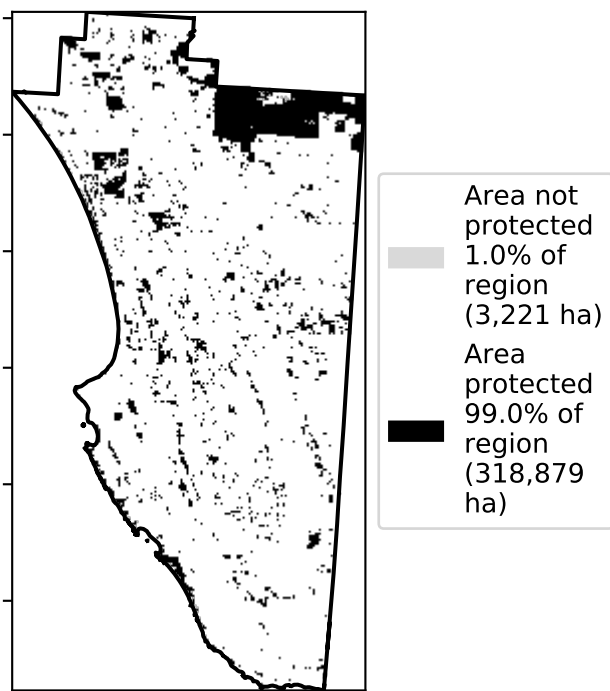 Area not
protected
1.0% of
region
(3,221 ha)
Area
protected
99.0% of
region
(318,879
ha)